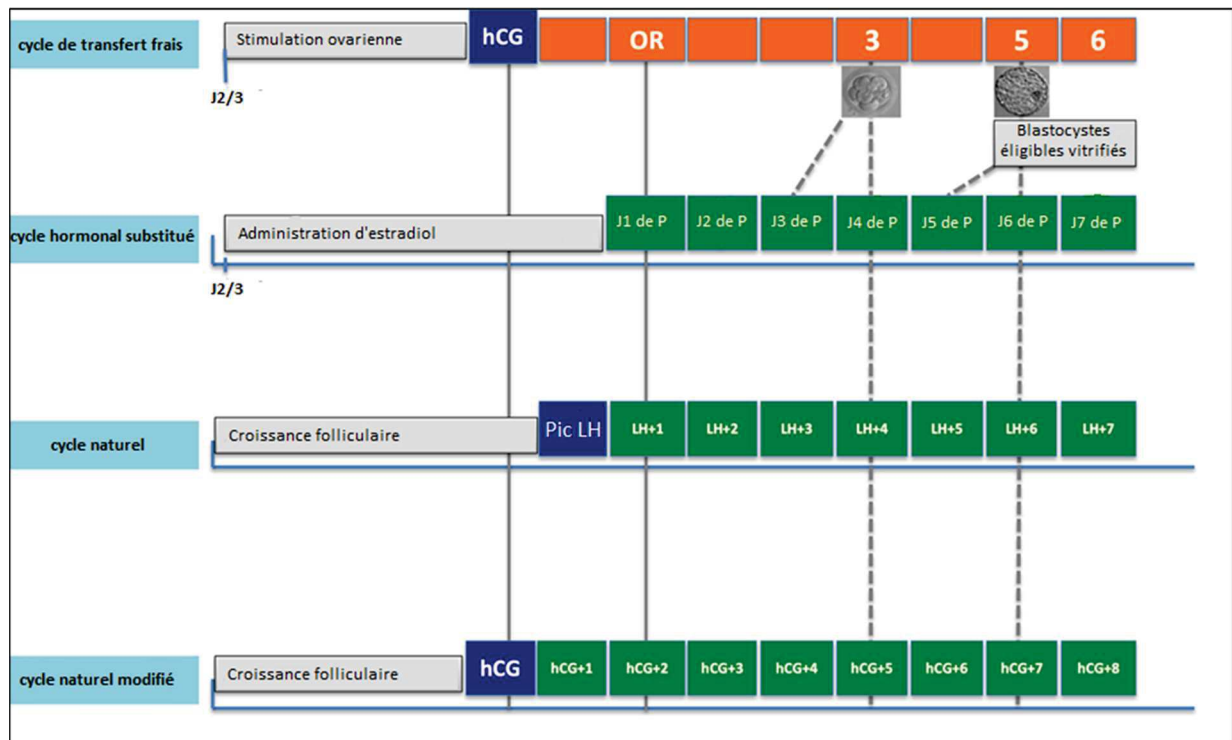 cycle de transfert frais
Stimulation ovarienne
hCG
OR
3
5
6
J2/3
Blastocystes
éligibles vitrifiés
cycle hormonal substitué
Administration d'estradiol
J1 de P
J2 de P
J3 de P
J4 de P
J5 de P
J6 de P
J7 de P
J2/3
cycle naturel
Croissance folliculaire
Pic LH
LH+1
LH+2
LH+3
LH+4
LH+5
LH+6
LH+7
cycle naturel modifié
Croissance folliculaire
hCG
hCG+1
hCG+2
hCG+3
hCG+4
hCG+5
hCG+6
hCG+7
hCG+8